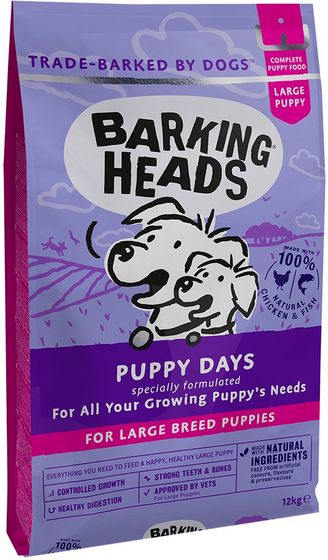 TRADE-BARKED BY DOGS™
COMPLETE
PUPPY FOOD
LARGE
PUPPY
BARKING
HEADS®
MADE WITH
100%
NATURAL
CHICKEN & FISH
PUPPY DAYS
specially formulated
For All Your Growing Puppy's Needs
FOR LARGE BREED PUPPIES
EVERYTHING YOU NEED TO FEED A HAPPY, HEALTHY LARGE PUPPY
CONTROLLED GROWTH
STRONG TEETH & BONES
HEALTHY DIGESTION
APPROVED BY VETS
For Large Puppies
MADE WITH NATURAL
INGREDIENTS
FREE FROM artificial
colours, flavours
& preservatives*
12kg ℮
BARKING
MADE WITH
100%